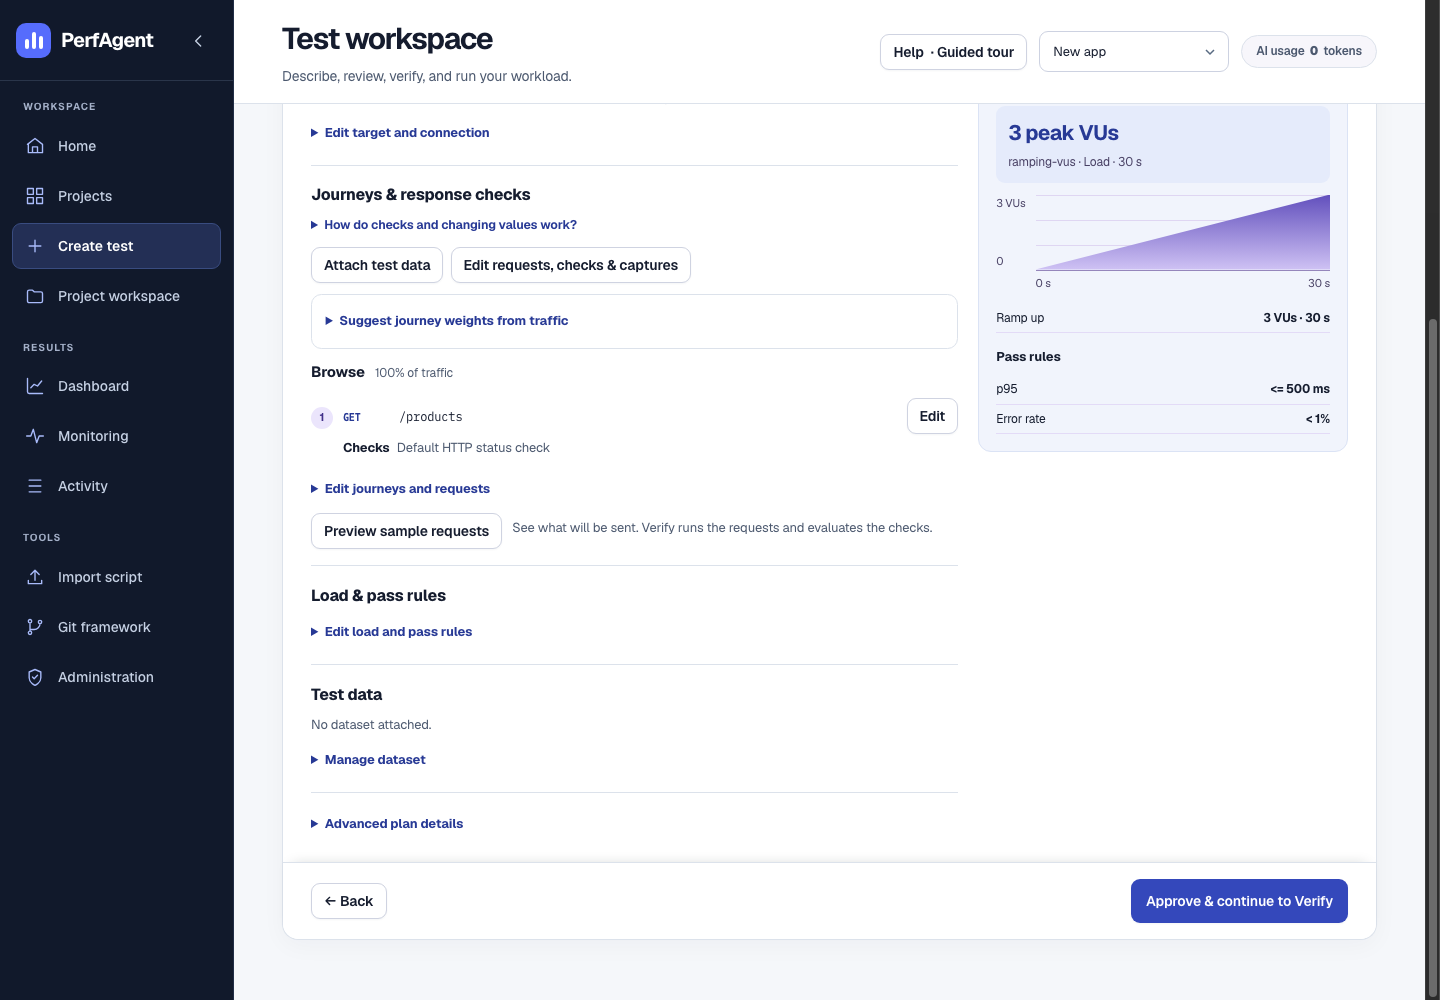 PerfAgent
WORKSPACE
Home
Projects
Create test
Project workspace
RESULTS
Dashboard
Monitoring
Activity
TOOLS
Import script
Git framework
Administration
Test workspace
Describe, review, verify, and run your workload.
Help · Guided tour
New app
AI usage 0 tokens
Edit target and connection
Journeys & response checks
How do checks and changing values work?
Attach test data
Edit requests, checks & captures
Suggest journey weights from traffic
Browse 100% of traffic
1 GET /products
Edit
Checks Default HTTP status check
Edit journeys and requests
Preview sample requests
See what will be sent. Verify runs the requests and evaluates the checks.
Load & pass rules
Edit load and pass rules
Test data
No dataset attached.
Manage dataset
Advanced plan details
← Back
Approve & continue to Verify
3 peak VUs
ramping-vus · Load · 30 s
3 VUs
0
0 s 30 s
Ramp up 3 VUs · 30 s
Pass rules
p95 <= 500 ms
Error rate < 1%